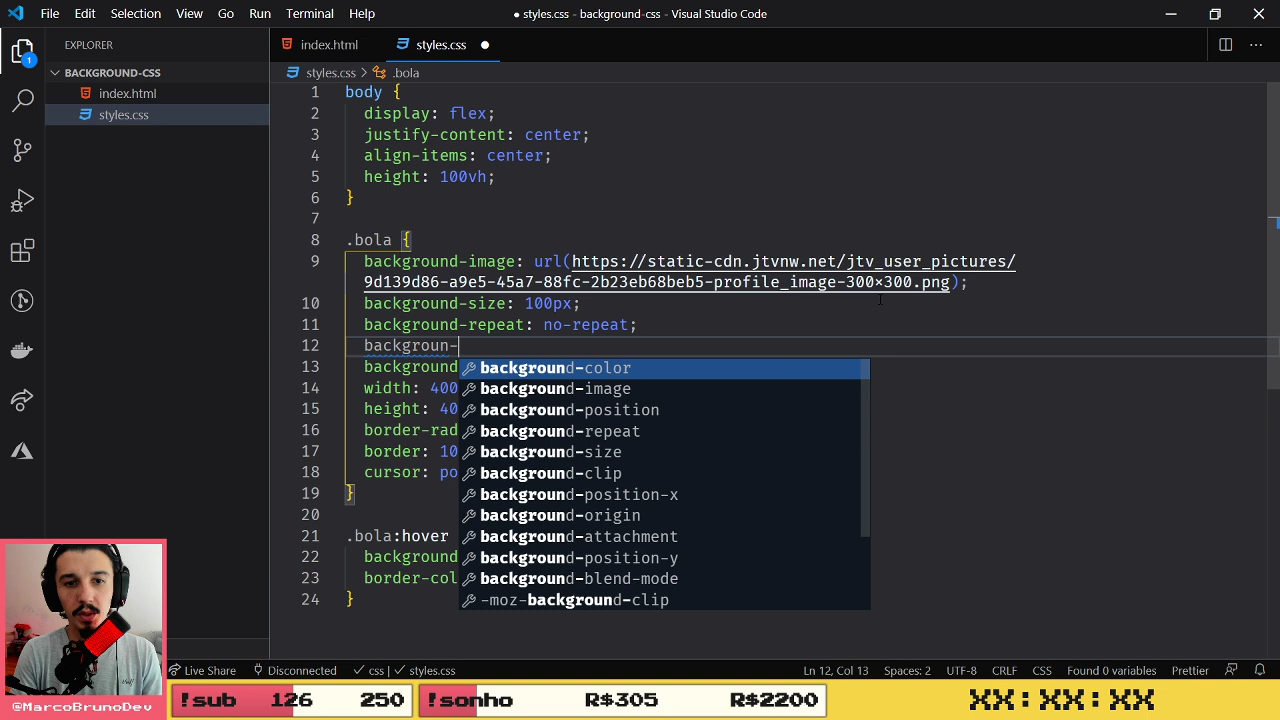 File Edit Selection View Go Run Terminal Help
● styles.css - background-css - Visual Studio Code
EXPLORER
index.html
styles.css
BACKGROUND-CSS
index.html
styles.css
styles.css > .bola
1 body {
2 display: flex;
3 justify-content: center;
4 align-items: center;
5 height: 100vh;
6 }
7
8 .bola {
9 background-image: url(https://static-cdn.jtvnw.net/jtv_user_pictures/
9d139d86-a9e5-45a7-88fc-2b23eb68beb5-profile_image-300×300.png);
10 background-size: 100px;
11 background-repeat: no-repeat;
12 backgroun-
13 background
14 width: 400
15 height: 40
16 border-rad
17 border: 10
18 cursor: po
19 }
20
21 .bola:hover
22 background
23 border-col
24 }
background-color
background-image
background-position
background-repeat
background-size
background-clip
background-position-x
background-origin
background-attachment
background-position-y
background-blend-mode
-moz-background-clip
1
Live Share Disconnected ✓ css | ✓ styles.css
Ln 12, Col 13 Spaces: 2 UTF-8 CRLF CSS Found 0 variables Prettier
@MarcoBrunoDev
!sub 126 250
!sonho R$305 R$2200
XX:XX:XX